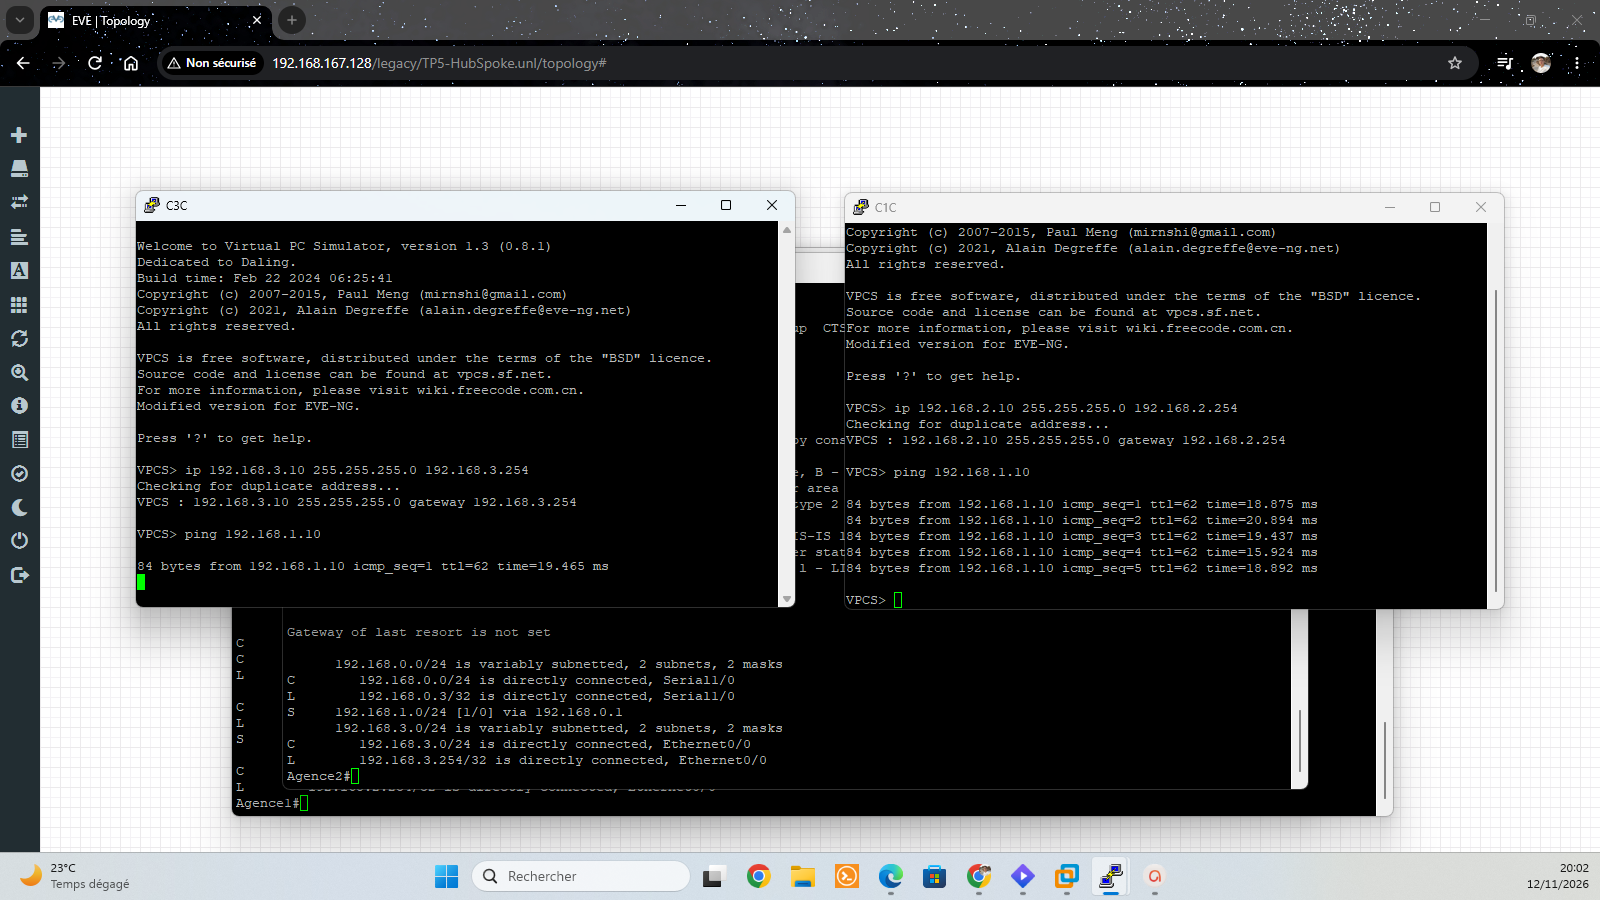 EVE | Topology
Non sécurisé
192.168.167.128/legacy/TP5-HubSpoke.unl/topology#
C3C
Welcome to Virtual PC Simulator, version 1.3 (0.8.1)
Dedicated to Daling.
Build time: Feb 22 2024 06:25:41
Copyright (c) 2007-2015, Paul Meng (mirnshi@gmail.com)
Copyright (c) 2021, Alain Degreffe (alain.degreffe@eve-ng.net)
All rights reserved.
VPCS is free software, distributed under the terms of the "BSD" licence.
Source code and license can be found at vpcs.sf.net.
For more information, please visit wiki.freecode.com.cn.
Modified version for EVE-NG.
Press '?' to get help.
VPCS> ip 192.168.3.10 255.255.255.0 192.168.3.254
Checking for duplicate address...
VPCS : 192.168.3.10 255.255.255.0 gateway 192.168.3.254
VPCS> ping 192.168.1.10
84 bytes from 192.168.1.10 icmp_seq=1 ttl=62 time=19.465 ms
up  CTS
by cons
e, B -
r area
type 2
IS-IS l
er stat
l - LI
C1C
Copyright (c) 2007-2015, Paul Meng (mirnshi@gmail.com)
Copyright (c) 2021, Alain Degreffe (alain.degreffe@eve-ng.net)
All rights reserved.
VPCS is free software, distributed under the terms of the "BSD" licence.
Source code and license can be found at vpcs.sf.net.
For more information, please visit wiki.freecode.com.cn.
Modified version for EVE-NG.
Press '?' to get help.
VPCS> ip 192.168.2.10 255.255.255.0 192.168.2.254
Checking for duplicate address...
VPCS : 192.168.2.10 255.255.255.0 gateway 192.168.2.254
VPCS> ping 192.168.1.10
84 bytes from 192.168.1.10 icmp_seq=1 ttl=62 time=18.875 ms
84 bytes from 192.168.1.10 icmp_seq=2 ttl=62 time=20.894 ms
84 bytes from 192.168.1.10 icmp_seq=3 ttl=62 time=19.437 ms
84 bytes from 192.168.1.10 icmp_seq=4 ttl=62 time=15.924 ms
84 bytes from 192.168.1.10 icmp_seq=5 ttl=62 time=18.892 ms
VPCS>
Gateway of last resort is not set
192.168.0.0/24 is variably subnetted, 2 subnets, 2 masks
C 192.168.0.0/24 is directly connected, Serial1/0
L 192.168.0.3/32 is directly connected, Serial1/0
S 192.168.1.0/24 [1/0] via 192.168.0.1
192.168.3.0/24 is variably subnetted, 2 subnets, 2 masks
C 192.168.3.0/24 is directly connected, Ethernet0/0
L 192.168.3.254/32 is directly connected, Ethernet0/0
Agence2#
C
C
L
C
L
S
C
L
Agence1#
23°C
Temps dégagé
Rechercher
20:02
12/11/2026